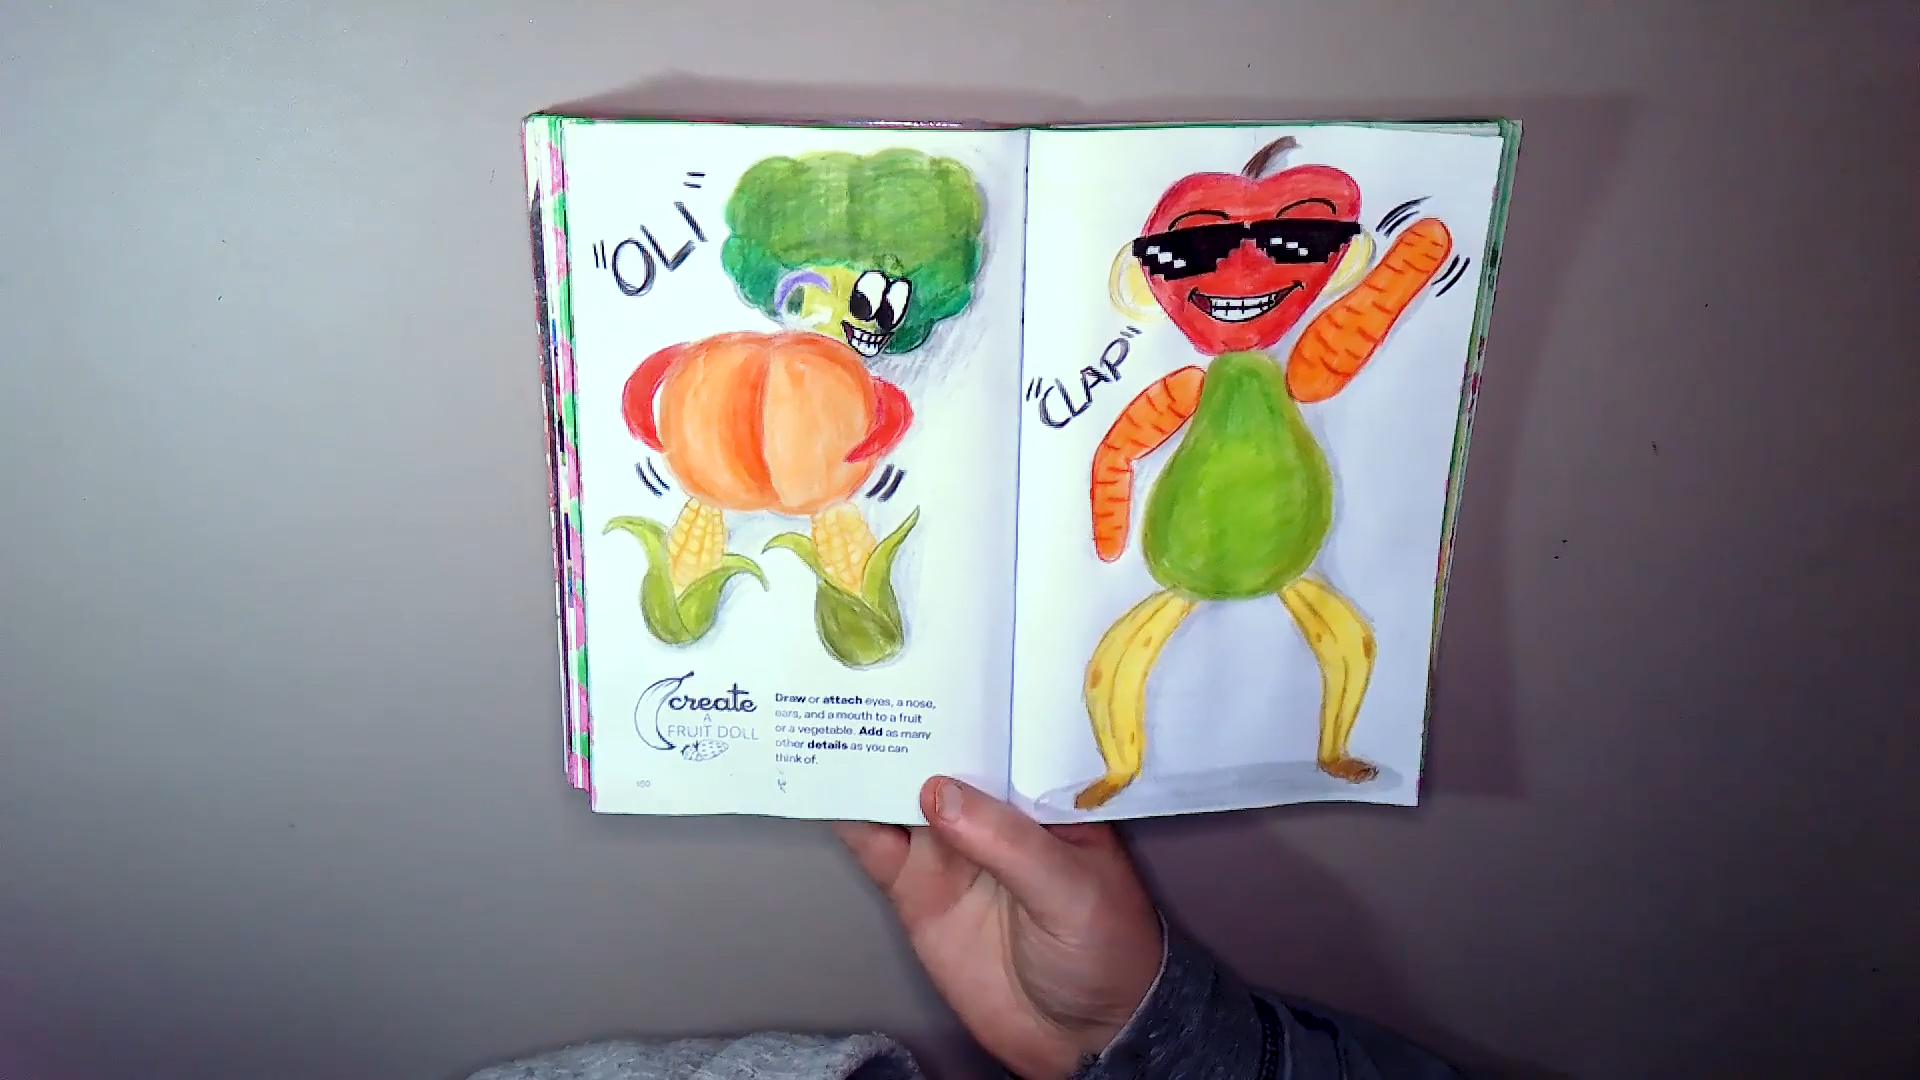 "OLI"
"CLAP"
create
A
FRUIT DOLL
Draw or attach eyes, a nose,
ears, and a mouth to a fruit
or a vegetable. Add as many
other details as you can
think of.